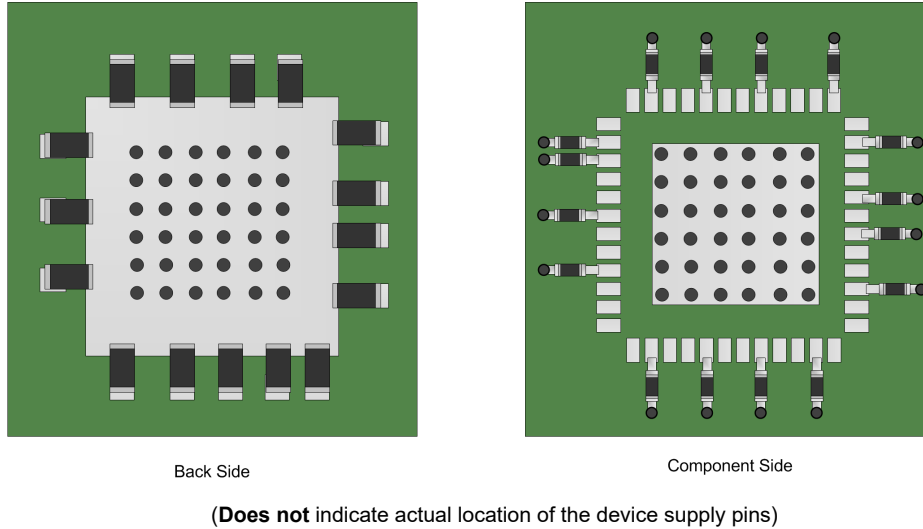 Back Side
Component Side
(Does not indicate actual location of the device supply pins)